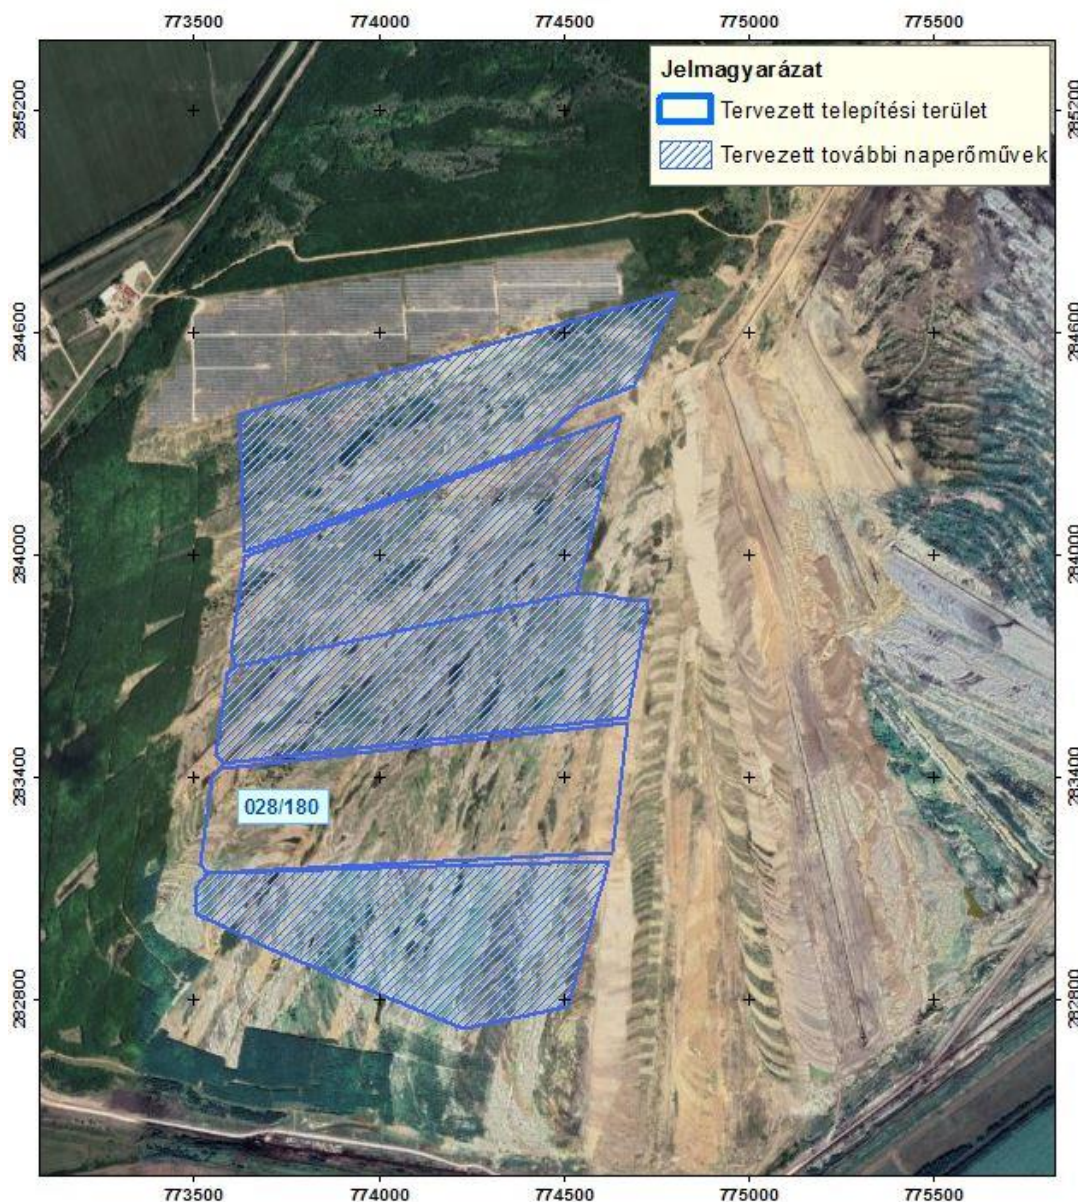 773500 774000 774500 775000 775500
Jelmagyarázat
Tervezett telepítési terület
Tervezett további naperőművek
285200 285200
284600 284600
284000 284000
283400 283400
028/180
282800 282800
773500 774000 774500 775000 775500